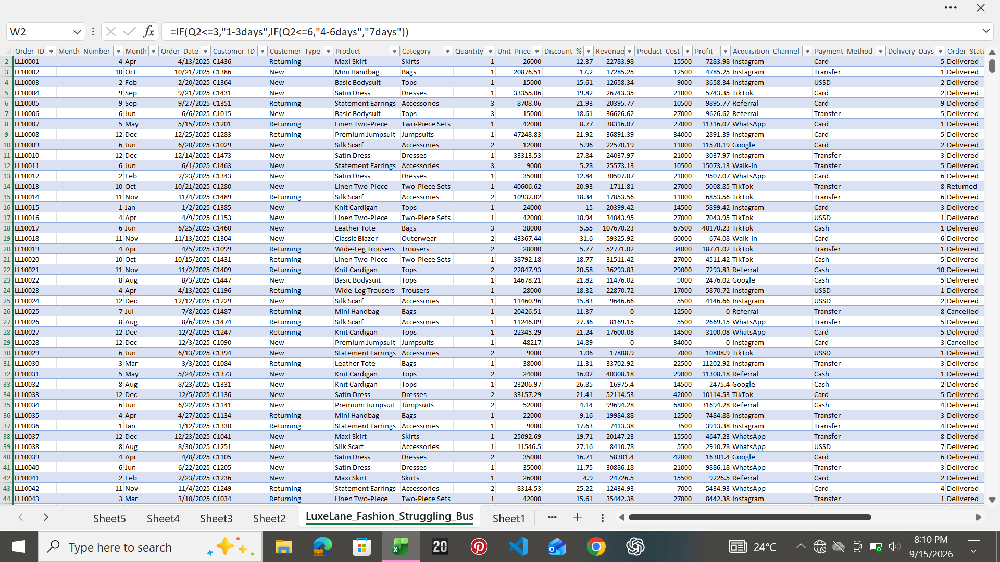 W2 =IF(Q2<=3,"1-3days",IF(Q2<=6,"4-6days","7days"))
Order_ID Month_Number Month Order_Date Customer_ID Customer_Type Product Category Quantity Unit_Price Discount_% Revenue Product_Cost Profit Acquisition_Channel Payment_Method Delivery_Days Order_Statu
2 LL10001 4 Apr 4/13/2025 C1436 Returning Maxi Skirt Skirts 1 26000 12.37 22783.98 15500 7283.98 Instagram Card 5 Delivered
3 LL10002 10 Oct 10/21/2025 C1386 New Mini Handbag Bags 1 20876.51 17.2 17285.25 12500 4785.25 Instagram Transfer 1 Delivered
4 LL10003 2 Feb 2/20/2025 C1364 New Basic Bodysuit Tops 1 15000 15.61 12658.34 9000 3658.34 Instagram USSD 2 Delivered
5 LL10004 9 Sep 9/21/2025 C1431 New Satin Dress Dresses 1 33355.06 19.82 26743.35 21000 5743.35 TikTok Card 2 Delivered
6 LL10005 9 Sep 9/27/2025 C1351 Returning Statement Earrings Accessories 3 8708.06 21.93 20395.77 10500 9895.77 Referral Card 9 Delivered
7 LL10006 6 Jun 6/6/2025 C1015 New Basic Bodysuit Tops 3 15000 18.61 36626.62 27000 9626.62 Referral Transfer 5 Delivered
8 LL10007 5 May 5/15/2025 C1201 Returning Linen Two-Piece Two-Piece Sets 1 42000 8.77 38316.07 27000 11316.07 WhatsApp Card 1 Delivered
9 LL10008 12 Dec 12/25/2025 C1283 Returning Premium Jumpsuit Jumpsuits 1 47248.83 21.92 36891.39 34000 2891.39 Instagram Card 5 Delivered
10 LL10009 6 Jun 6/20/2025 C1029 New Silk Scarf Accessories 2 12000 5.96 22570.19 11000 11570.19 Google Card 2 Delivered
11 LL10010 12 Dec 12/14/2025 C1473 New Satin Dress Dresses 1 33313.53 27.84 24037.97 21000 3037.97 Instagram Transfer 3 Delivered
12 LL10011 6 Jun 6/1/2025 C1463 New Statement Earrings Accessories 3 9000 5.28 25573.13 10500 15073.13 Walk-in Transfer 5 Delivered
13 LL10012 2 Feb 2/23/2025 C1343 New Satin Dress Dresses 1 35000 12.84 30507.07 21000 9507.07 WhatsApp Card 6 Delivered
14 LL10013 10 Oct 10/21/2025 C1280 New Linen Two-Piece Two-Piece Sets 1 40606.62 20.93 1711.81 27000 -5008.85 TikTok Transfer 8 Returned
15 LL10014 11 Nov 11/4/2025 C1489 Returning Silk Scarf Accessories 2 10932.02 18.34 17853.56 11000 6853.56 TikTok Transfer 6 Delivered
16 LL10015 1 Jan 1/2/2025 C1385 New Knit Cardigan Tops 1 24000 15 20399.42 14500 5899.42 Instagram Card 3 Delivered
17 LL10016 4 Apr 4/9/2025 C1153 Returning Linen Two-Piece Two-Piece Sets 1 42000 18.94 34043.95 27000 7043.95 TikTok USSD 1 Delivered
18 LL10017 6 Jun 6/25/2025 C1460 New Leather Tote Bags 3 38000 5.55 107670.23 67500 40170.23 TikTok Cash 1 Delivered
19 LL10018 11 Nov 11/13/2025 C1304 New Classic Blazer Outerwear 2 43367.44 31.6 59325.92 60000 -674.08 Walk-in Card 6 Delivered
20 LL10019 4 Apr 4/5/2025 C1099 Returning Wide-Leg Trousers Trousers 2 28000 5.77 52771.02 34000 18771.02 TikTok Transfer 1 Delivered
21 LL10020 10 Oct 10/15/2025 C1431 Returning Linen Two-Piece Two-Piece Sets 1 38792.18 18.77 31511.42 27000 4511.42 TikTok Cash 5 Delivered
22 LL10021 11 Nov 11/2/2025 C1409 Returning Knit Cardigan Tops 2 22847.93 20.58 36293.83 29000 7293.83 Referral Cash 10 Delivered
23 LL10022 8 Aug 8/3/2025 C1447 New Basic Bodysuit Tops 1 14678.21 21.82 11476.02 9000 2476.02 Google Cash 5 Delivered
24 LL10023 4 Apr 4/13/2025 C1196 Returning Wide-Leg Trousers Trousers 1 28000 18.32 22870.72 17000 5870.72 Instagram USSD 1 Delivered
25 LL10024 12 Dec 12/12/2025 C1229 New Silk Scarf Accessories 1 11460.96 15.83 9646.66 5500 4146.66 Instagram USSD 2 Delivered
26 LL10025 7 Jul 7/8/2025 C1487 Returning Mini Handbag Bags 1 20426.51 11.37 0 12500 0 Referral Transfer 8 Cancelled
27 LL10026 8 Aug 8/6/2025 C1474 Returning Silk Scarf Accessories 1 11246.09 27.36 8169.15 5500 2669.15 WhatsApp Transfer 5 Delivered
28 LL10027 12 Dec 12/2/2025 C1247 Returning Knit Cardigan Tops 1 22345.29 21.24 17600.08 14500 3100.08 WhatsApp Card 5 Delivered
29 LL10028 12 Dec 12/3/2025 C1090 New Premium Jumpsuit Jumpsuits 1 48217 14.89 0 34000 0 Instagram Card 3 Cancelled
30 LL10029 6 Jun 6/13/2025 C1394 New Statement Earrings Accessories 2 9000 1.06 17808.9 7000 10808.9 TikTok USSD 1 Delivered
31 LL10030 3 Mar 3/3/2025 C1084 Returning Leather Tote Bags 1 38000 11.31 33702.92 22500 11202.92 Instagram Transfer 3 Delivered
32 LL10031 5 May 5/24/2025 C1373 New Knit Cardigan Tops 2 24000 16.02 40308.18 29000 11308.18 Referral Cash 1 Delivered
33 LL10032 8 Aug 8/23/2025 C1331 New Knit Cardigan Tops 1 23206.97 26.85 16975.4 14500 2475.4 Google Cash 2 Delivered
34 LL10033 12 Dec 12/5/2025 C1136 New Satin Dress Dresses 2 33157.29 21.41 52114.53 42000 10114.53 TikTok Card 5 Delivered
35 LL10034 6 Jun 6/22/2025 C1141 New Premium Jumpsuit Jumpsuits 2 52000 4.14 99694.28 68000 31694.28 Referral Cash 4 Delivered
36 LL10035 4 Apr 4/27/2025 C1134 Returning Mini Handbag Bags 1 22000 9.16 19984.88 12500 7484.88 Instagram Transfer 3 Delivered
37 LL10036 1 Jan 1/12/2025 C1330 Returning Statement Earrings Accessories 1 9000 17.63 7413.38 3500 3913.38 Instagram Transfer 4 Delivered
38 LL10037 12 Dec 12/23/2025 C1041 New Maxi Skirt Skirts 1 25092.69 19.71 20147.23 15500 4647.23 WhatsApp Transfer 8 Delivered
39 LL10038 8 Aug 8/30/2025 C1251 New Silk Scarf Accessories 1 11546.5 27.16 8410.78 5500 2910.78 WhatsApp USSD 7 Delivered
40 LL10039 4 Apr 4/8/2025 C1105 New Satin Dress Dresses 2 35000 16.71 58301.4 42000 16301.4 Google Card 6 Delivered
41 LL10040 6 Jun 6/22/2025 C1205 New Satin Dress Dresses 1 35000 11.75 30886.18 21000 9886.18 WhatsApp Transfer 3 Delivered
42 LL10041 2 Feb 2/23/2025 C1236 New Maxi Skirt Skirts 1 26000 4.9 24726.5 15500 9226.5 Referral Card 2 Delivered
43 LL10042 11 Nov 11/4/2025 C1249 Returning Statement Earrings Accessories 2 8314.53 25.22 12434.93 7000 5434.93 WhatsApp Card 4 Delivered
44 LL10043 3 Mar 3/10/2025 C1034 Returning Linen Two-Piece Two-Piece Sets 1 42000 15.61 35442.38 27000 8442.38 Instagram Transfer 1 Delivered
Sheet5 Sheet4 Sheet3 Sheet2 LuxeLane_Fashion_Struggling_Bus Sheet1
Type here to search 20 24°C 8:10 PM
9/15/2026